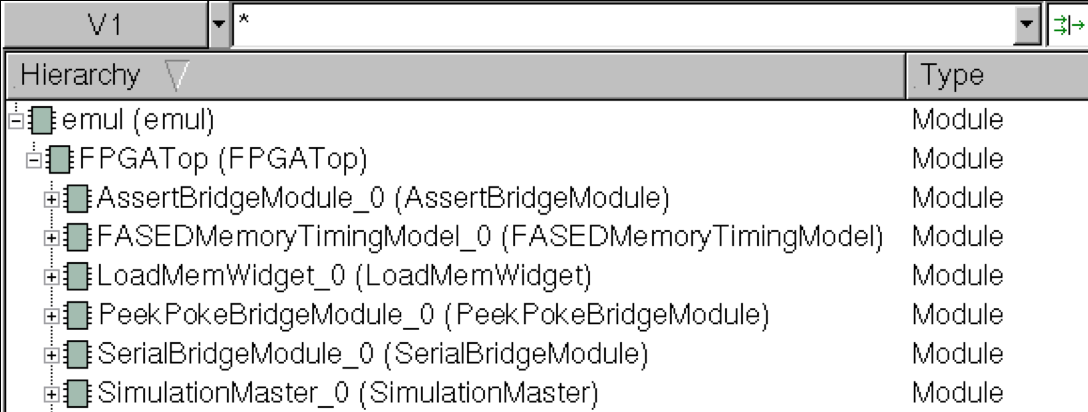 V1 *
Hierarchy Type
emul (emul) Module
FPGATop (FPGATop) Module
AssertBridgeModule_0 (AssertBridgeModule) Module
FASEDMemoryTimingModel_0 (FASEDMemoryTimingModel) Module
LoadMemWidget_0 (LoadMemWidget) Module
PeekPokeBridgeModule_0 (PeekPokeBridgeModule) Module
SerialBridgeModule_0 (SerialBridgeModule) Module
SimulationMaster_0 (SimulationMaster) Module